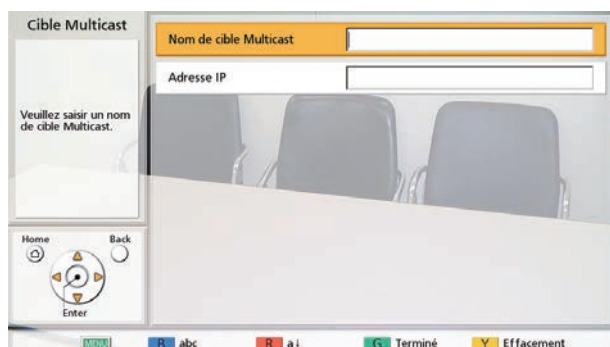 Cible Multicast
Nom de cible Multicast
Adresse IP
Veuillez saisir un nom
de cible Multicast.
Home
Back
Enter
MENU
B abc
R a↓
G Terminé
Y Effacement